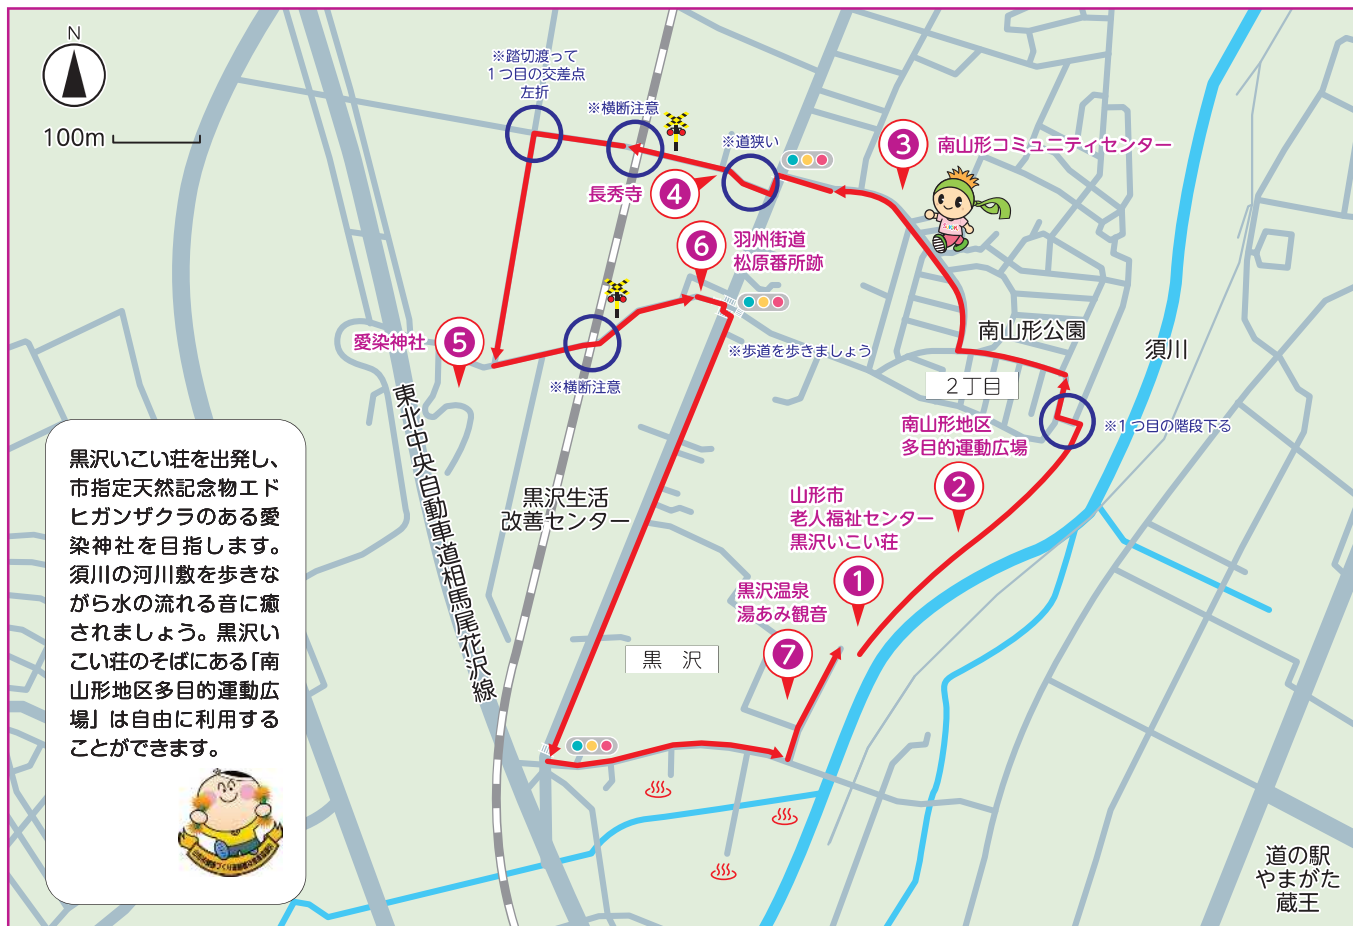 N
100m
※踏切渡って
1つ目の交差点
左折
※横断注意
※道狭い
3
南山形コミュニティセンター
長秀寺
4
6
羽州街道
松原番所跡
愛染神社
5
※横断注意
※歩道を歩きましょう
南山形公園
須川
2丁目
※1つ目の階段下る
南山形地区
多目的運動広場
2
東北中央自動車道相馬尾花沢線
黒沢生活
改善センター
山形市
老人福祉センター
黒沢いこい荘
1
黒沢温泉
湯あみ観音
7
黒 沢
黒沢いこい荘を出発し、
市指定天然記念物エド
ヒガンザクラのある愛
染神社を目指します。
須川の河川敷を歩きな
がら水の流れる音に癒
されましょう。黒沢い
こい荘のそばにある「南
山形地区多目的運動広
場」は自由に利用する
ことができます。
道の駅
やまがた
蔵王